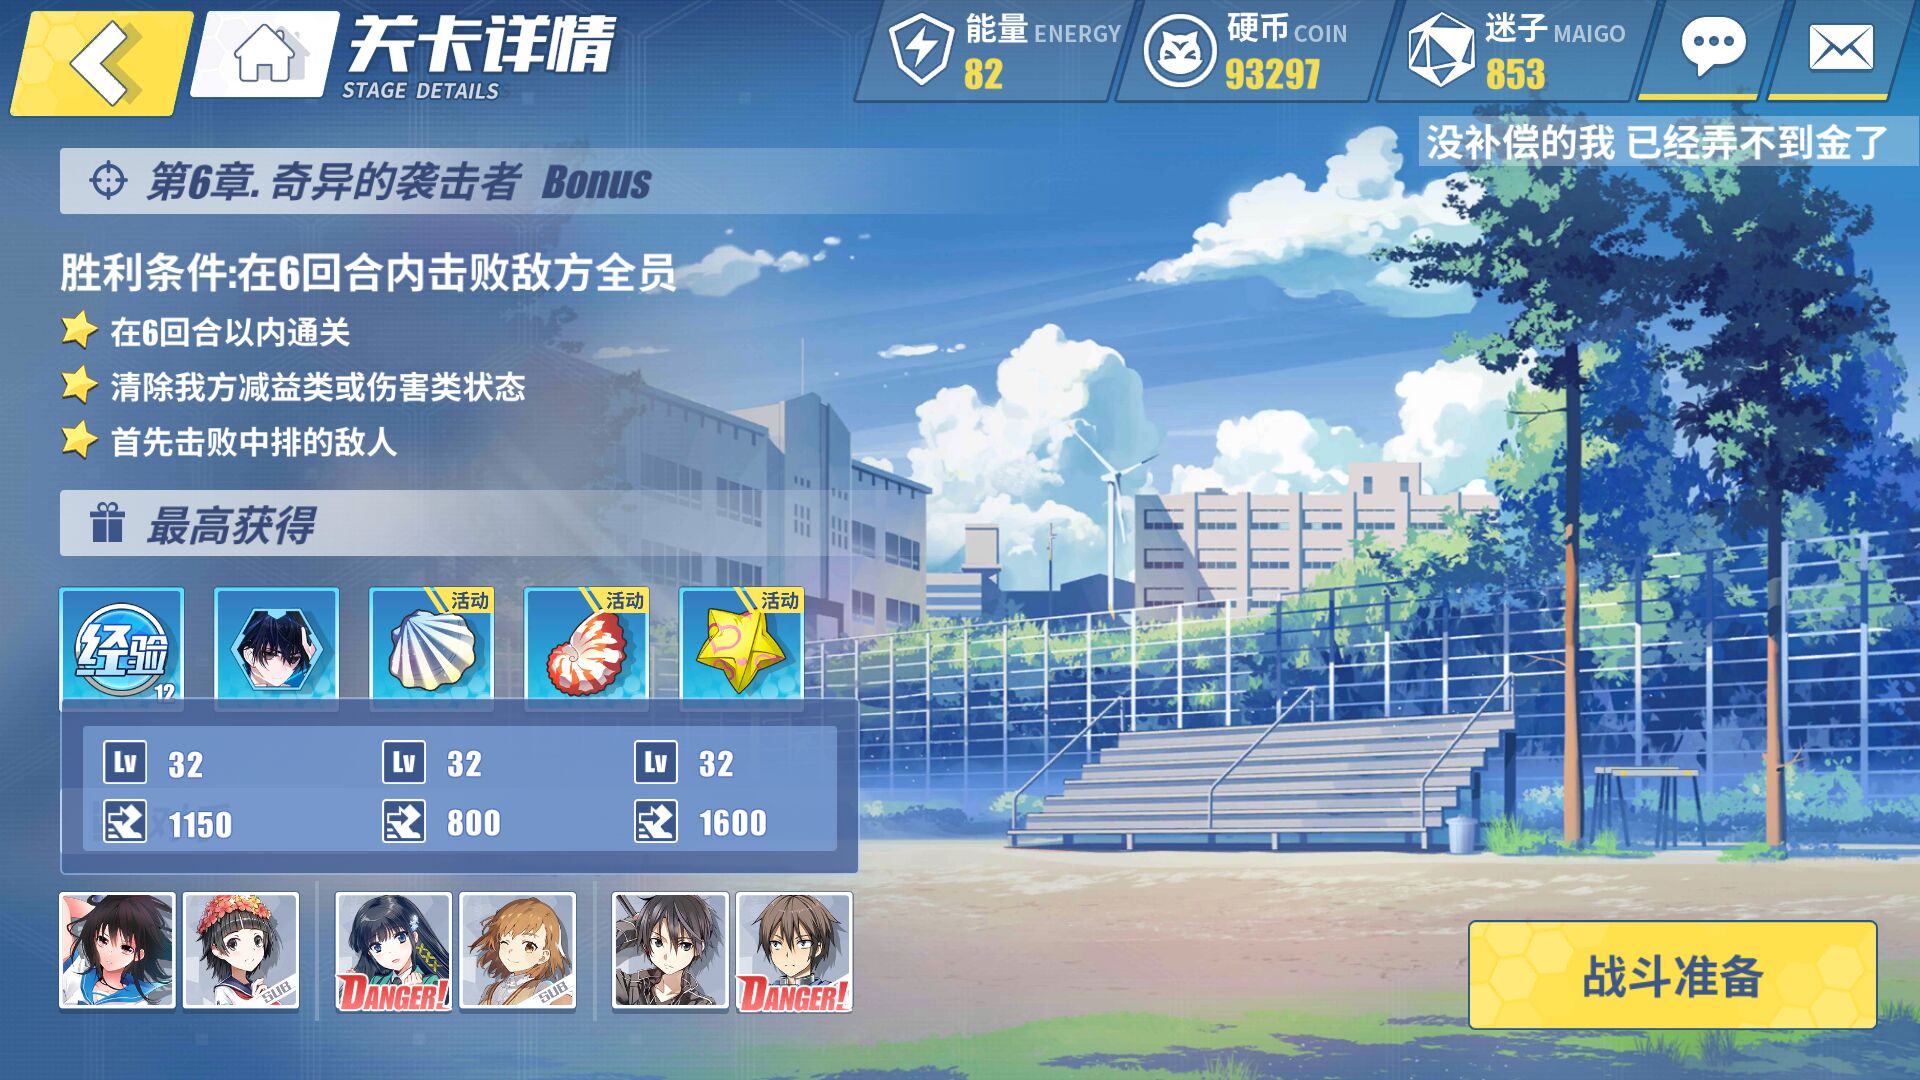 关卡详情
STAGE DETAILS
能量 ENERGY
82
硬币 COIN
93297
迷子 MAIGO
853
没补偿的我 已经弄不到金了
第6章. 奇异的袭击者 Bonus
胜利条件:在6回合内击败敌方全员
在6回合以内通关
清除我方减益类或伤害类状态
首先击败中排的敌人
最高获得
活动 活动 活动
经验
12
Lv 32 Lv 32 Lv 32
1150 800 1600
SUB SUB
DANGER! DANGER!
战斗准备